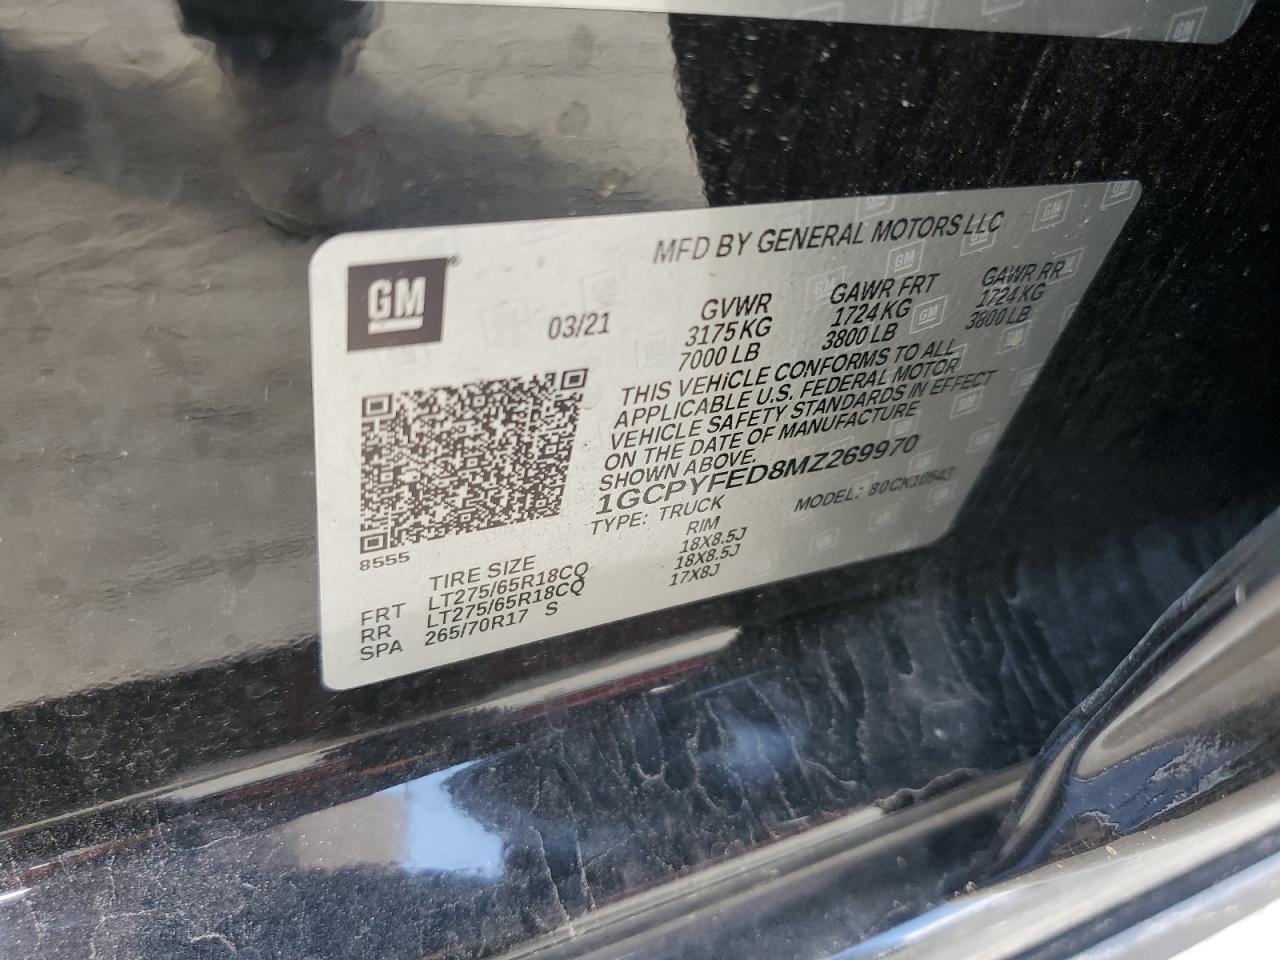 GM
MFD BY GENERAL MOTORS LLC
03/21
GVWR GAWR FRT GAWR RR
3175 KG 1724 KG 1724 KG
7000 LB 3800 LB 3800 LB
THIS VEHICLE CONFORMS TO ALL
APPLICABLE U.S. FEDERAL MOTOR
VEHICLE SAFETY STANDARDS IN EFFECT
ON THE DATE OF MANUFACTURE
SHOWN ABOVE.
1GCPYFED8MZ269970
TYPE: TRUCK MODEL: 80CK10543
8555
TIRE SIZE RIM
FRT LT275/65R18CQ 18X8.5J
RR LT275/65R18CQ 18X8.5J
SPA 265/70R17 S 17X8J